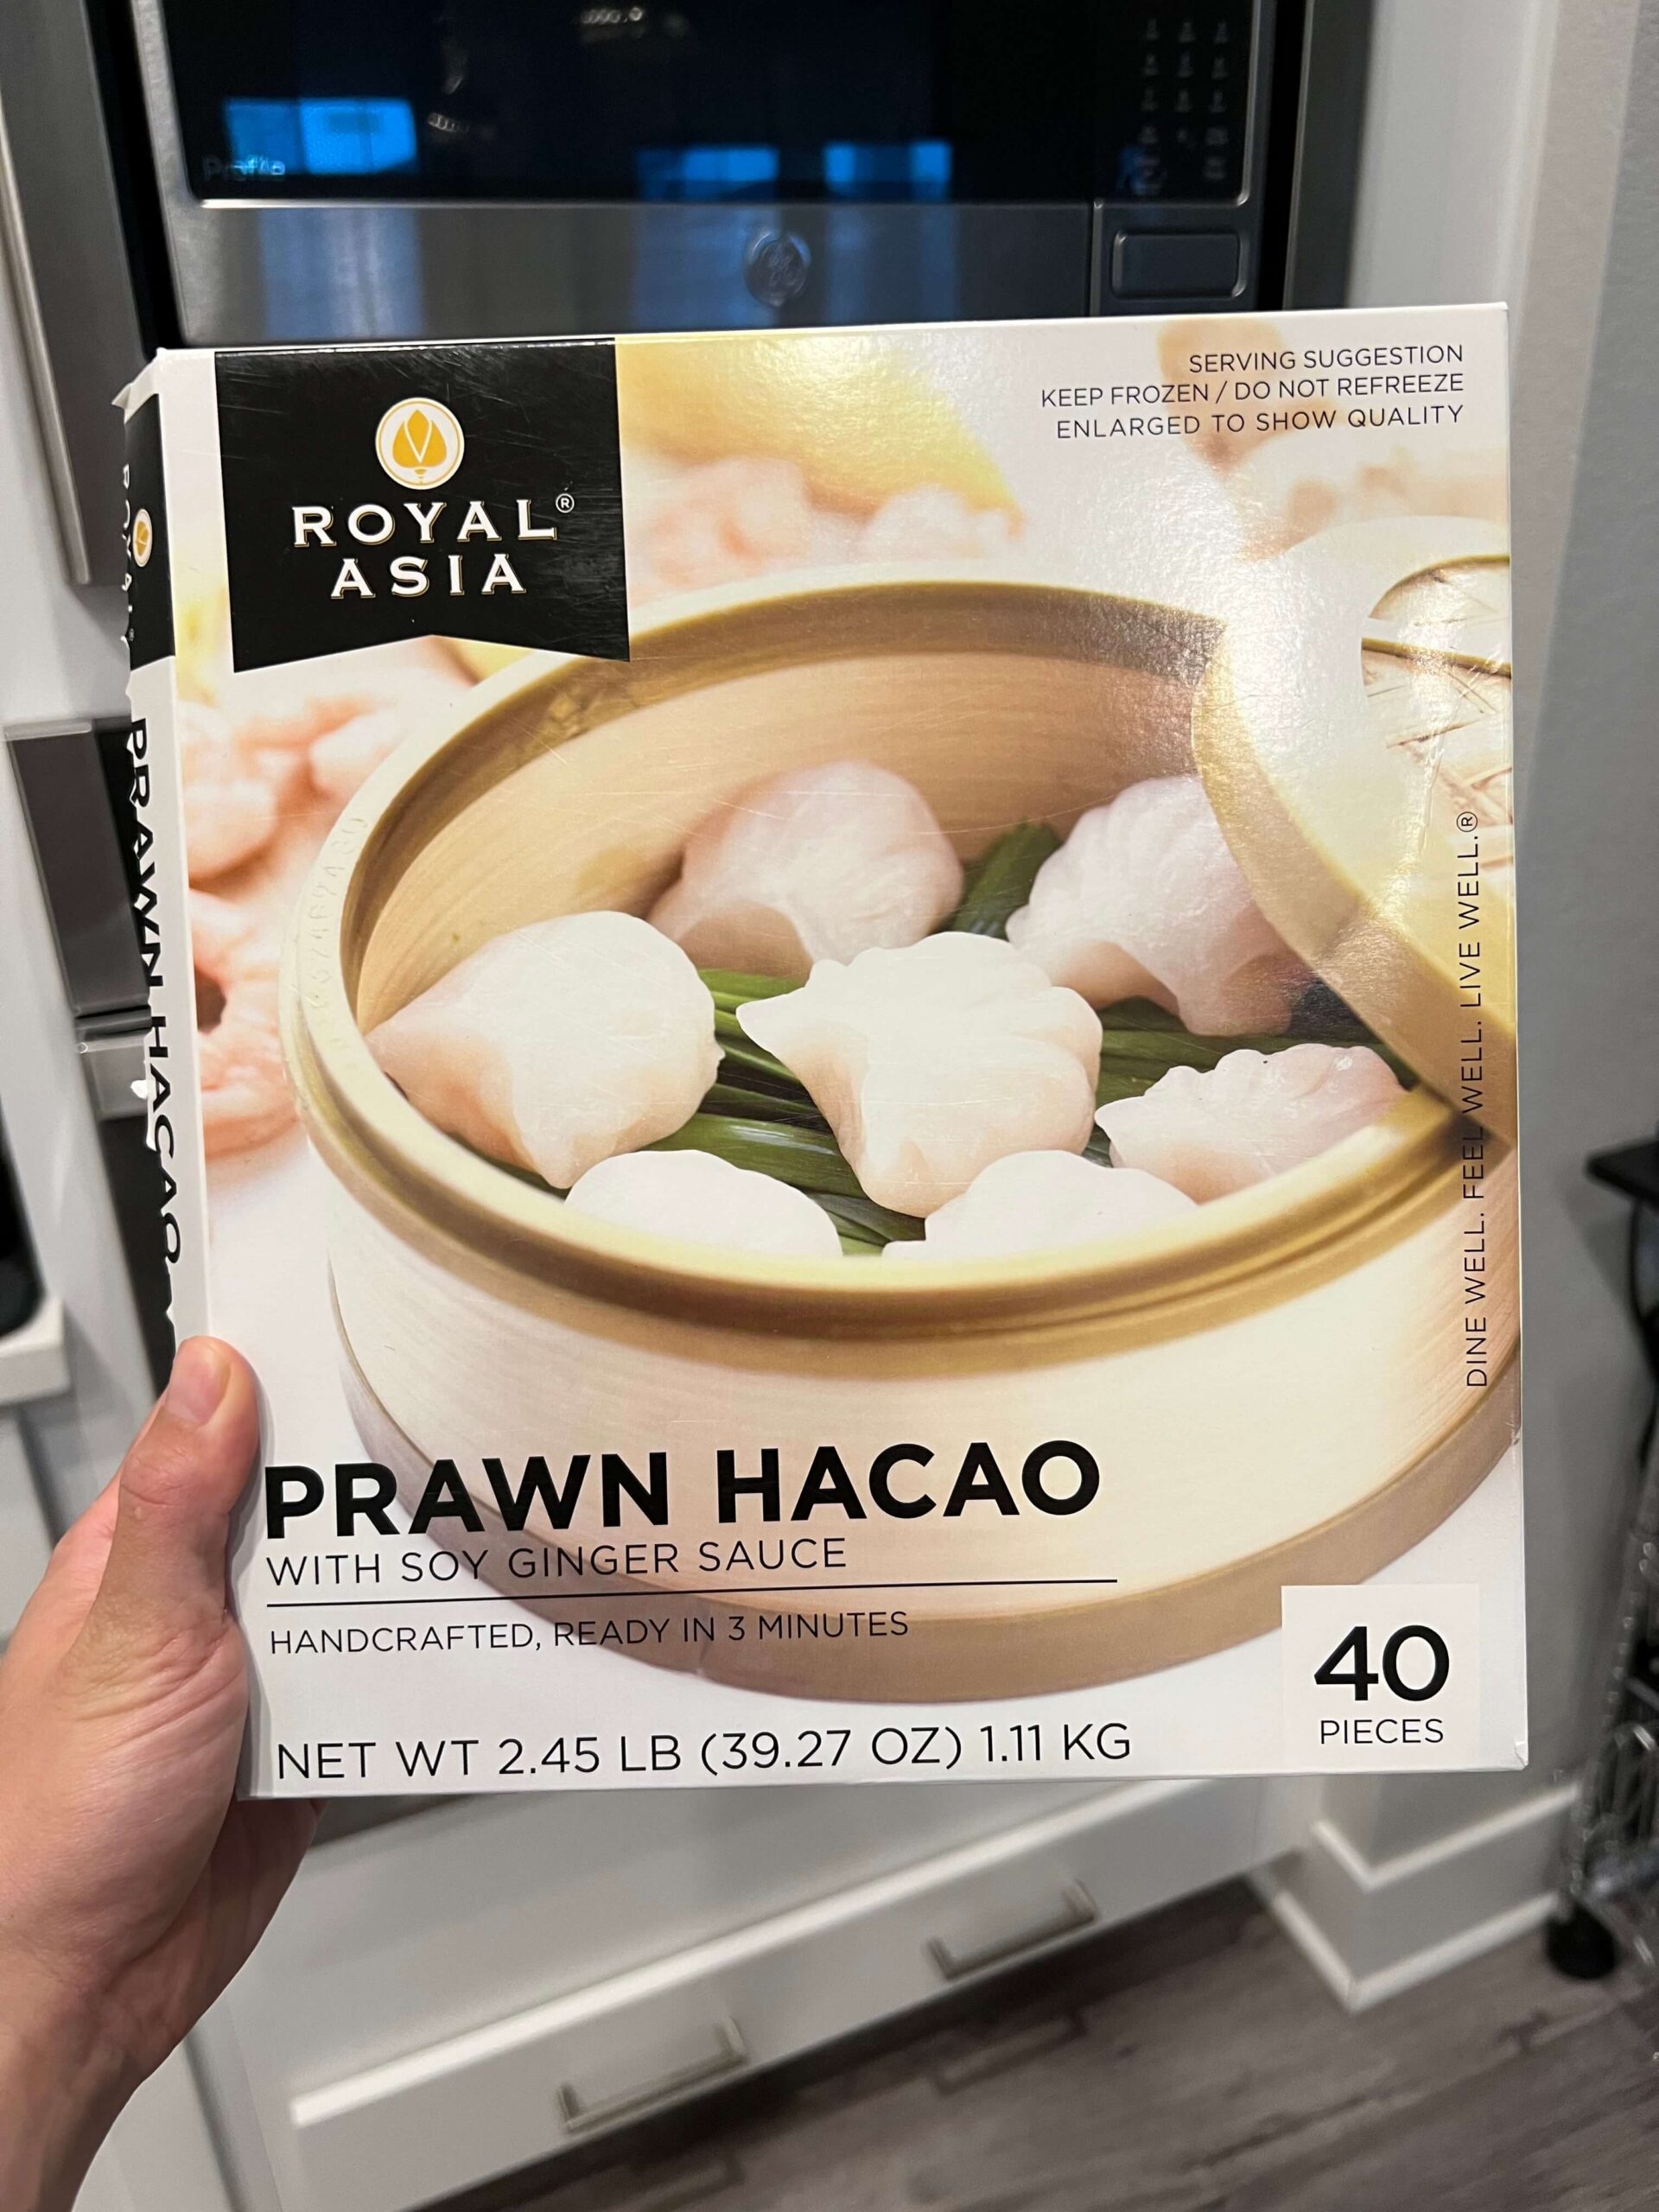 Profile
ROYAL®
ASIA
SERVING SUGGESTION
KEEP FROZEN / DO NOT REFREEZE
ENLARGED TO SHOW QUALITY
PRAWN HACAO
DINE WELL. FEEL WELL. LIVE WELL.®
PRAWN HACAO
WITH SOY GINGER SAUCE
HANDCRAFTED, READY IN 3 MINUTES
40
PIECES
NET WT 2.45 LB (39.27 OZ) 1.11 KG